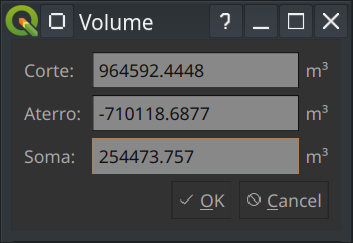 Volume ?
Corte: 964592.4448 m³
Aterro: -710118.6877 m³
Soma: 254473.757 m³
OK Cancel